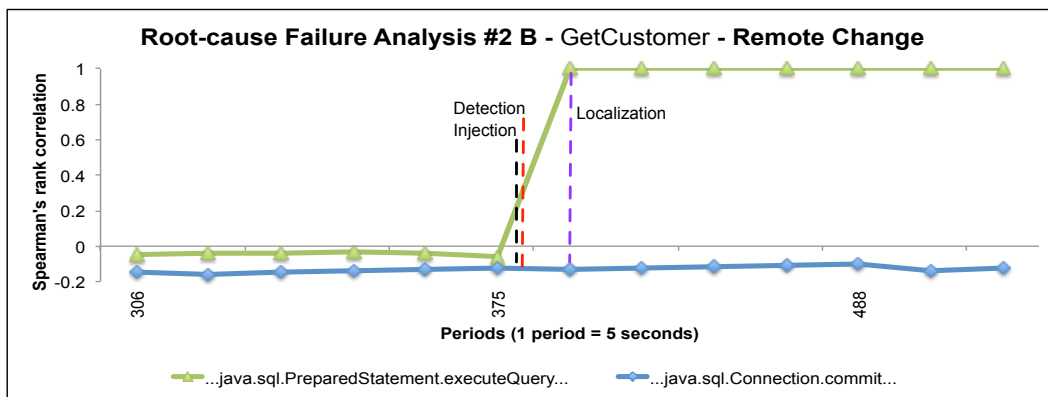 Root-cause Failure Analysis #2 B - GetCustomer - Remote Change
Spearman's rank correlation
1
0.8
0.6
0.4
0.2
0
-0.2
Detection
Injection
Localization
306
375
488
Periods (1 period = 5 seconds)
...java.sql.PreparedStatement.executeQuery...
...java.sql.Connection.commit...